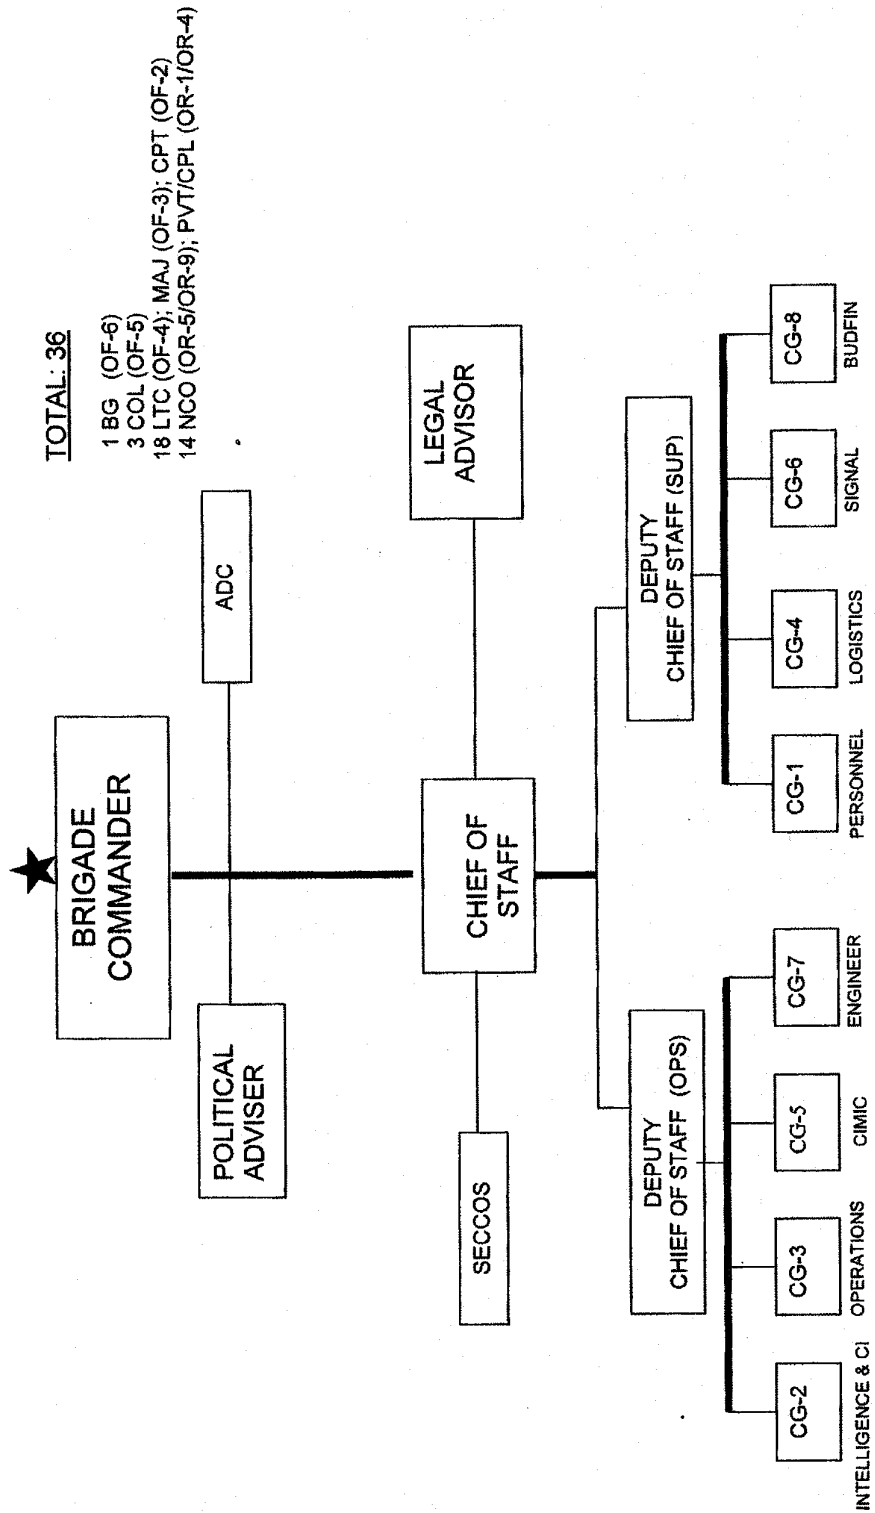 TOTAL: 36
1 BG (OF-6)
3 COL (OF-5)
18 LTC (OF-4); MAJ (OF-3); CPT (OF-2)
14 NCO (OR-5/OR-9); PVT/CPL (OR-1/OR-4)
BRIGADE
COMMANDER
POLITICAL
ADVISER
ADC
CHIEF OF
STAFF
LEGAL
ADVISOR
SECCOS
DEPUTY
CHIEF OF STAFF (OPS)
DEPUTY
CHIEF OF STAFF (SUP)
CG-2
CG-3
CG-5
CG-7
CG-1
CG-4
CG-6
CG-8
INTELLIGENCE & CI
OPERATIONS
CIMIC
ENGINEER
PERSONNEL
LOGISTICS
SIGNAL
BUDFIN